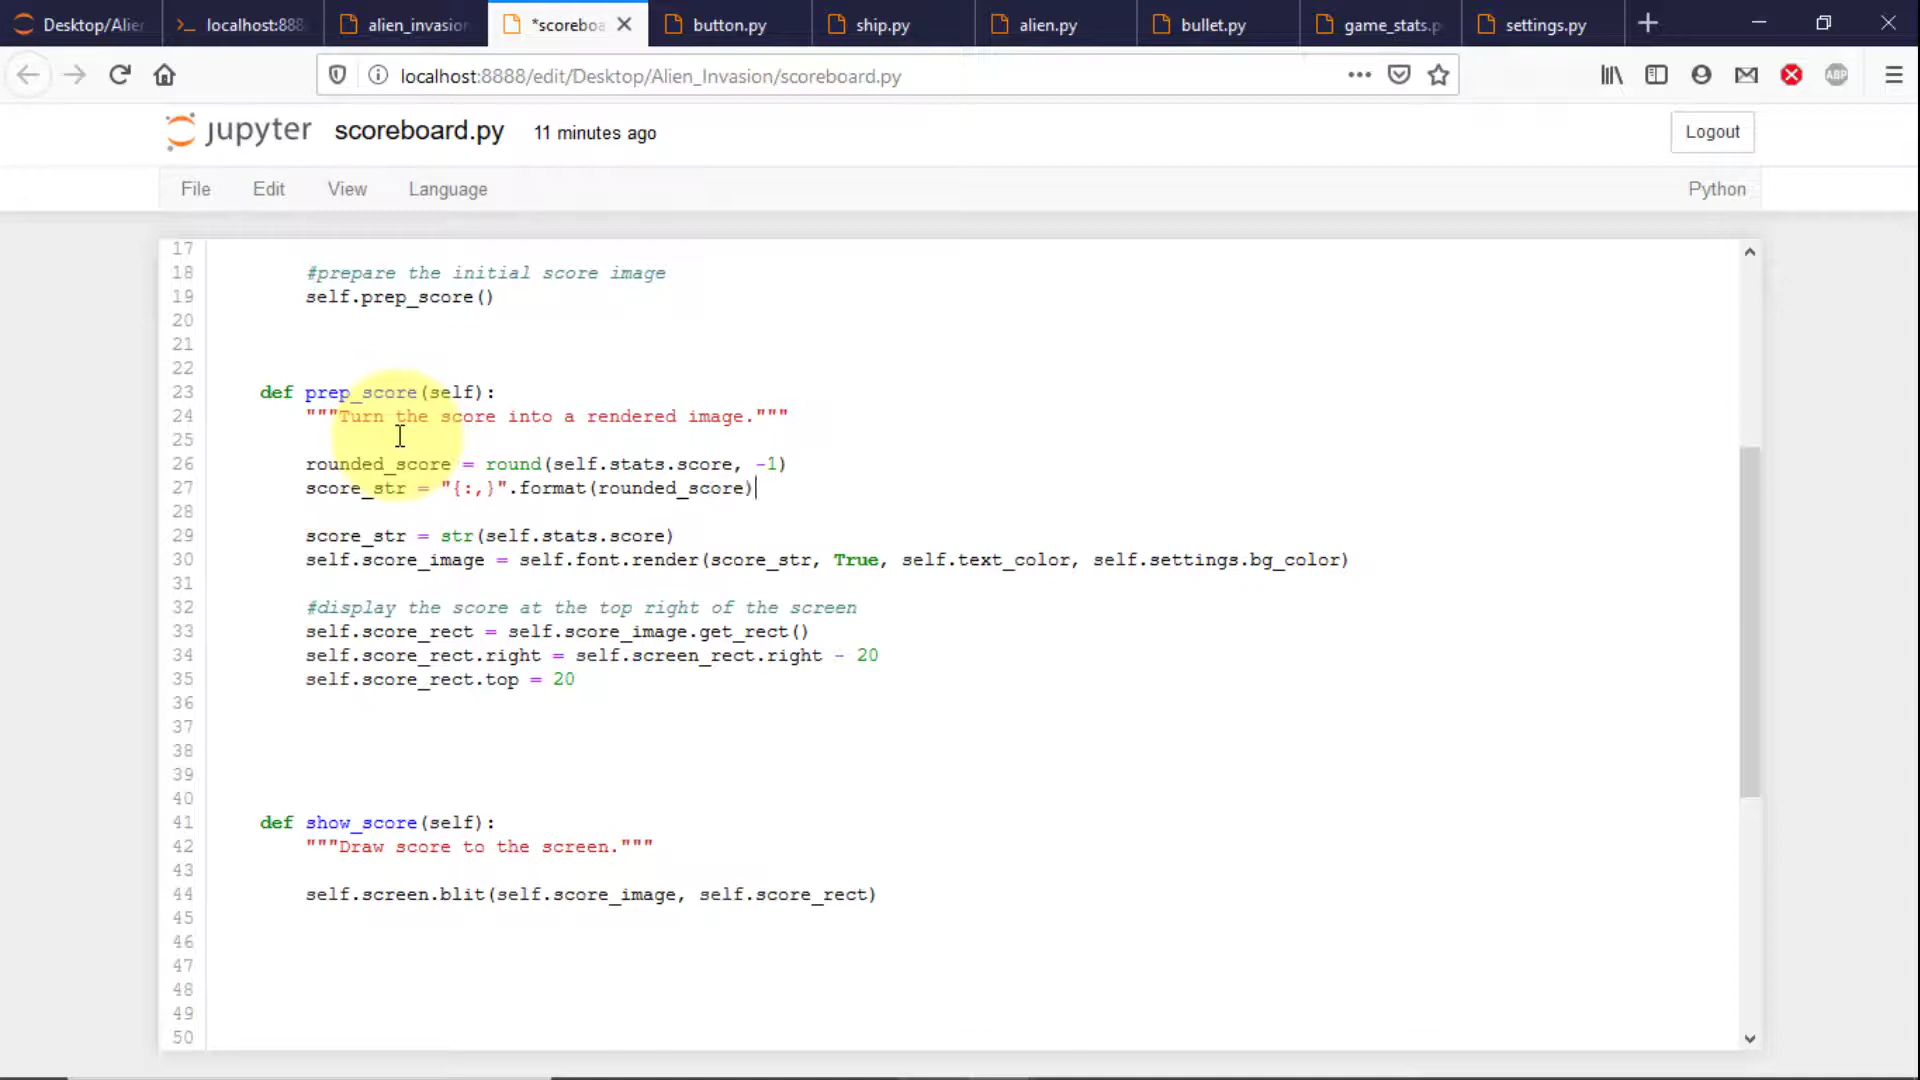 Desktop/Alie
localhost:888
alien_invasio
*scoreboa
button.py
ship.py
alien.py
bullet.py
game_stats.p
settings.py
localhost:8888/edit/Desktop/Alien_Invasion/scoreboard.py
ABP
jupyter scoreboard.py 11 minutes ago
Logout
File Edit View Language
Python
17
18 #prepare the initial score image
19 self.prep_score()
20
21
22
23 def prep_score(self):
24 """Turn the score into a rendered image."""
25
26 rounded_score = round(self.stats.score, -1)
27 score_str = "{:,}".format(rounded_score)
28
29 score_str = str(self.stats.score)
30 self.score_image = self.font.render(score_str, True, self.text_color, self.settings.bg_color)
31
32 #display the score at the top right of the screen
33 self.score_rect = self.score_image.get_rect()
34 self.score_rect.right = self.screen_rect.right - 20
35 self.score_rect.top = 20
36
37
38
39
40
41 def show_score(self):
42 """Draw score to the screen."""
43
44 self.screen.blit(self.score_image, self.score_rect)
45
46
47
48
49
50